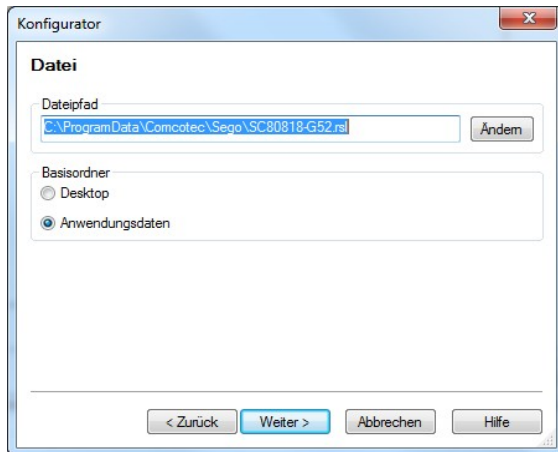 Konfigurator
Datei
Dateipfad
C:\ProgramData\Comcotec\Sego\SC80818-G52.rsl
Ändern
Basisordner
Desktop
Anwendungsdaten
< Zurück Weiter > Abbrechen Hilfe